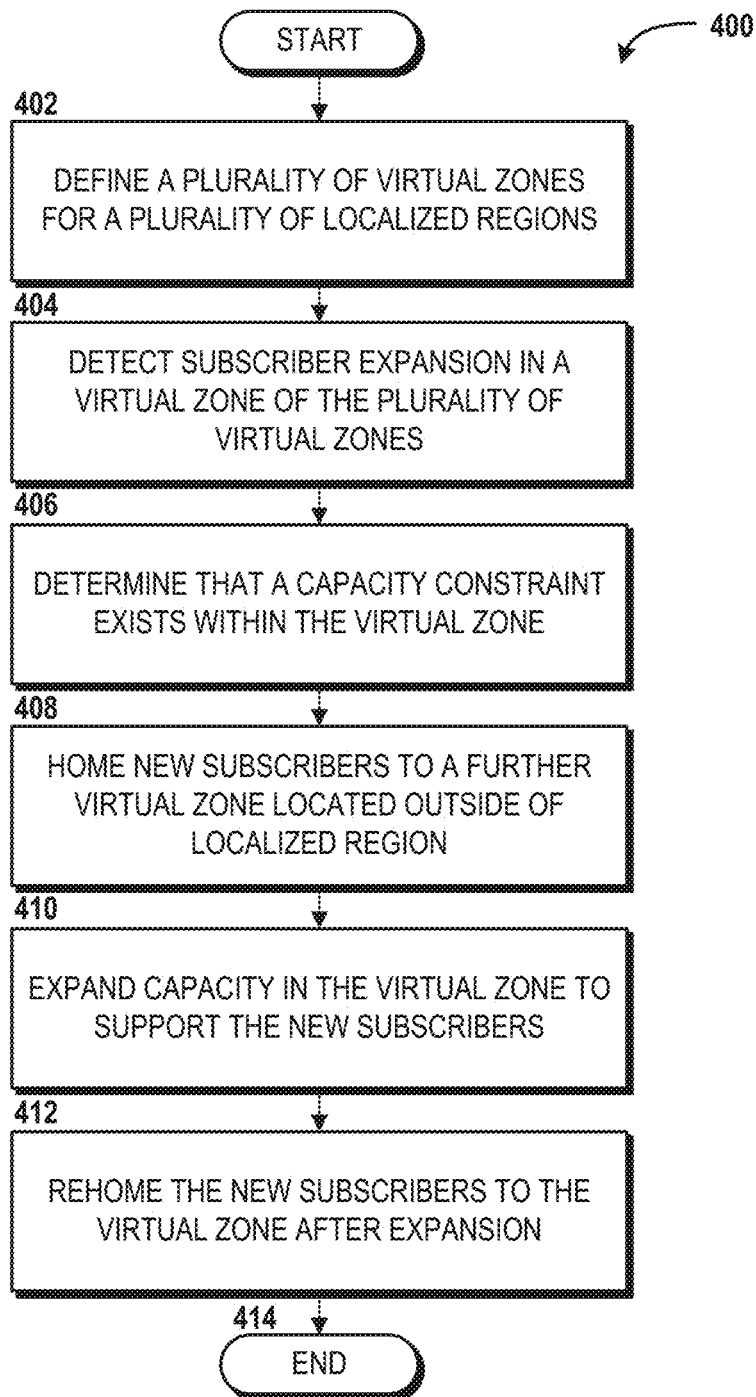 START
400
402
DEFINE A PLURALITY OF VIRTUAL ZONES
FOR A PLURALITY OF LOCALIZED REGIONS
404
DETECT SUBSCRIBER EXPANSION IN A
VIRTUAL ZONE OF THE PLURALITY OF
VIRTUAL ZONES
406
DETERMINE THAT A CAPACITY CONSTRAINT
EXISTS WITHIN THE VIRTUAL ZONE
408
HOME NEW SUBSCRIBERS TO A FURTHER
VIRTUAL ZONE LOCATED OUTSIDE OF
LOCALIZED REGION
410
EXPAND CAPACITY IN THE VIRTUAL ZONE TO
SUPPORT THE NEW SUBSCRIBERS
412
REHOME THE NEW SUBSCRIBERS TO THE
VIRTUAL ZONE AFTER EXPANSION
414
END